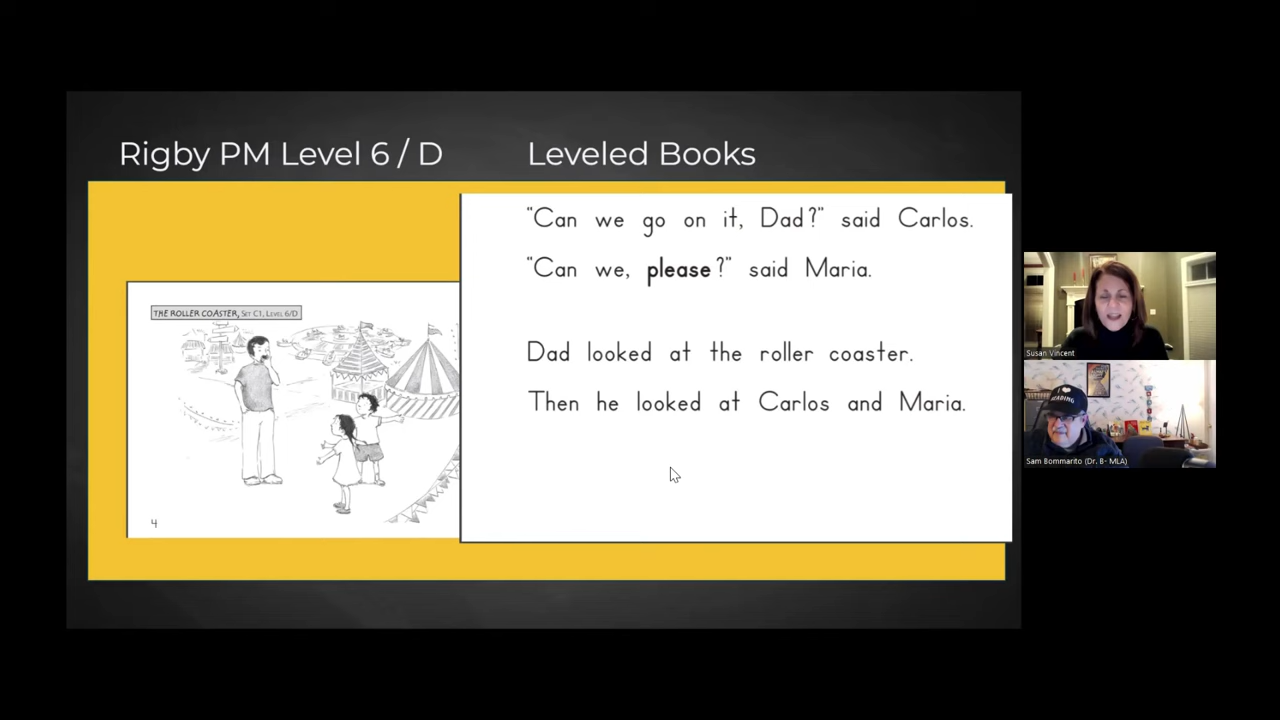 Rigby PM Level 6 / D
Leveled Books
THE ROLLER COASTER, SET C1, LEVEL 6/D
4
"Can we go on it, Dad?" said Carlos.
"Can we, please?" said Maria.
Dad looked at the roller coaster.
Then he looked at Carlos and Maria.
Susan Vincent
Sam Bommarito (Dr. B- MLA)